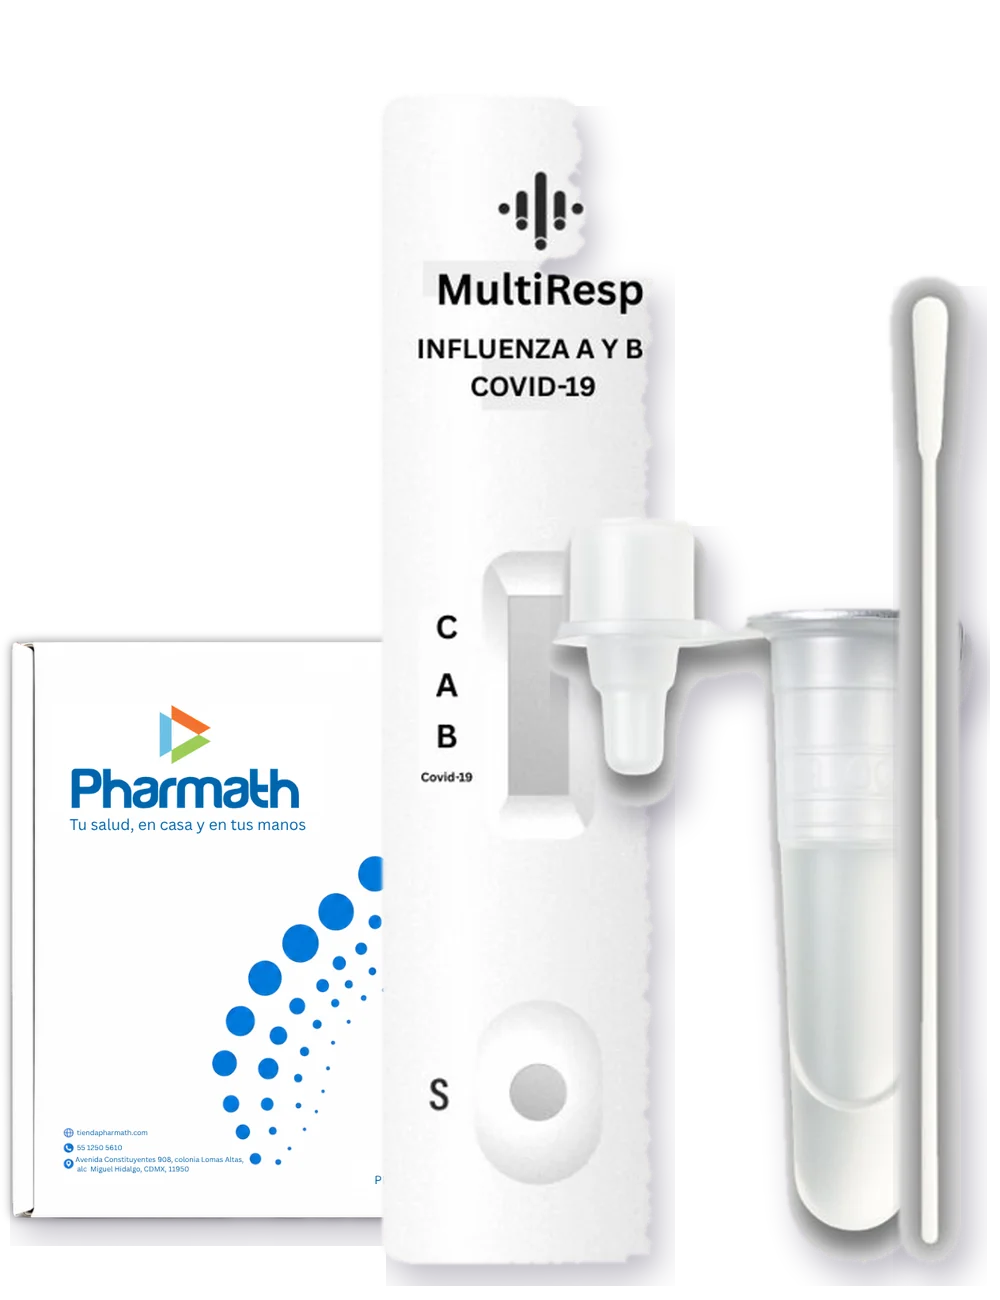 MultiResp
INFLUENZA A Y B
COVID-19
C
A
B
Covid-19
S
Pharmath
Tu salud, en casa y en tus manos
tiendapharmath.com
55 1250 5610
Avenida Constituyentes 908, colonia Lomas Altas,
alc Miguel Hidalgo, CDMX, 11950